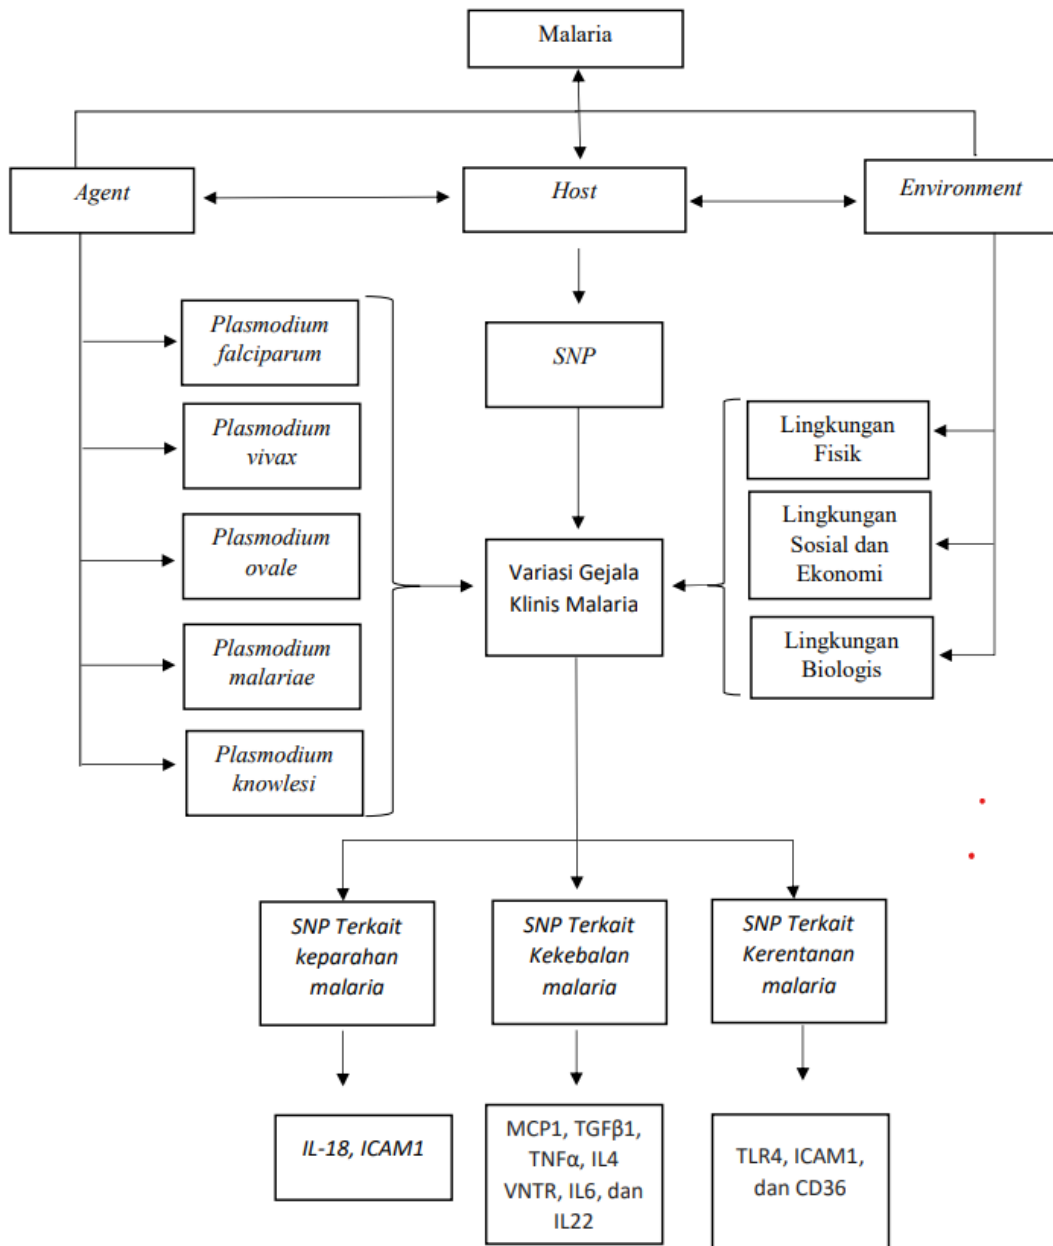 Malaria
Agent
Host
Environment
Plasmodium
falciparum
Plasmodium
vivax
Plasmodium
ovale
Plasmodium
malariae
Plasmodium
knowlesi
SNP
Variasi Gejala
Klinis Malaria
Lingkungan
Fisik
Lingkungan
Sosial dan
Ekonomi
Lingkungan
Biologis
SNP Terkait
keparahan
malaria
SNP Terkait
Kekebalan
malaria
SNP Terkait
Kerentanan
malaria
IL-18, ICAM1
MCP1, TGFβ1,
TNFα, IL4
VNTR, IL6, dan
IL22
TLR4, ICAM1,
dan CD36